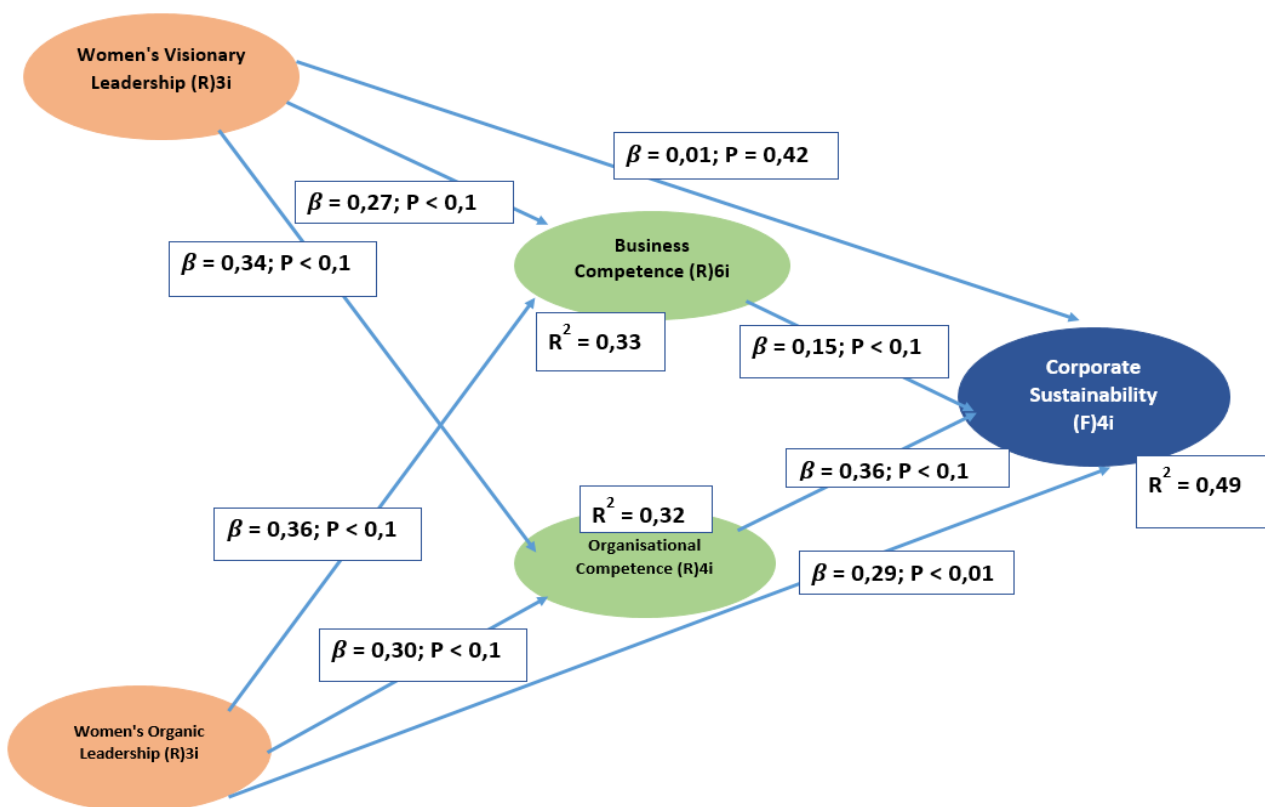 Women's Visionary
Leadership (R)3i
β = 0,01; P = 0,42
β = 0,27; P < 0,1
β = 0,34; P < 0,1
Business
Competence (R)6i
R² = 0,33
β = 0,15; P < 0,1
Corporate
Sustainability
(F)4i
β = 0,36; P < 0,1
R² = 0,49
R² = 0,32
β = 0,36; P < 0,1
Organisational
Competence (R)4i
β = 0,29; P < 0,01
β = 0,30; P < 0,1
Women's Organic
Leadership (R)3i